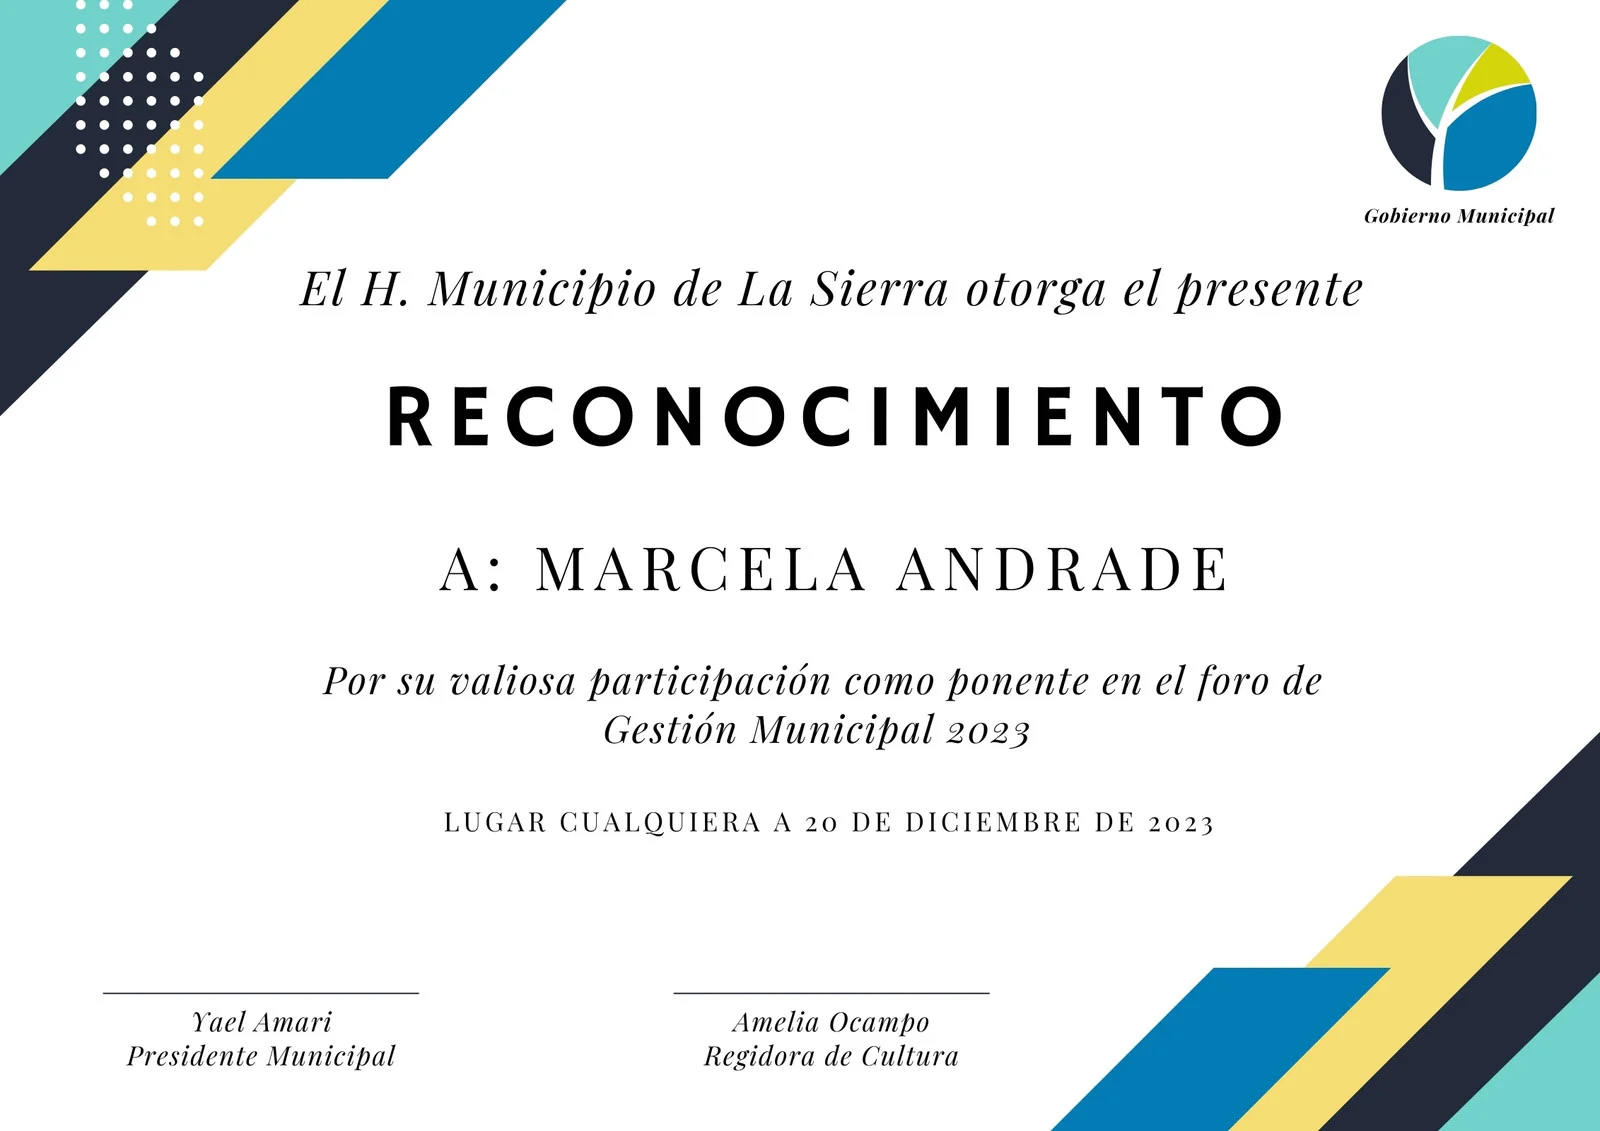 Gobierno Municipal
El H. Municipio de La Sierra otorga el presente
RECONOCIMIENTO
A: MARCELA ANDRADE
Por su valiosa participación como ponente en el foro de
Gestión Municipal 2023
LUGAR CUALQUIERA A 20 DE DICIEMBRE DE 2023
Yael Amari
Presidente Municipal
Amelia Ocampo
Regidora de Cultura